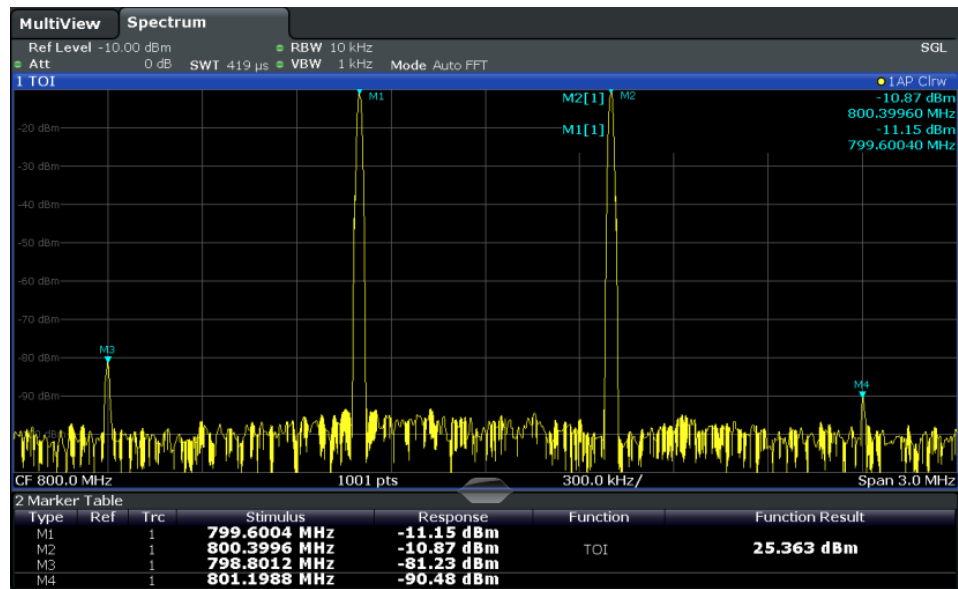 MultiView Spectrum
Ref Level -10.00 dBm RBW 10 kHz SGL
Att 0 dB SWT 419 µs VBW 1 kHz Mode Auto FFT
1 TOI 1AP Clrw
M1 M2[1] M2 -10.87 dBm
800.39960 MHz
-20 dBm M1[1] -11.15 dBm
799.60040 MHz
-30 dBm
-40 dBm
-50 dBm
-60 dBm
-70 dBm
M3
-80 dBm
M4
-90 dBm
CF 800.0 MHz 1001 pts 300.0 kHz/ Span 3.0 MHz
2 Marker Table
Type Ref Trc Stimulus Response Function Function Result
M1 1 799.6004 MHz -11.15 dBm
M2 1 800.3996 MHz -10.87 dBm TOI 25.363 dBm
M3 1 798.8012 MHz -81.23 dBm
M4 1 801.1988 MHz -90.48 dBm